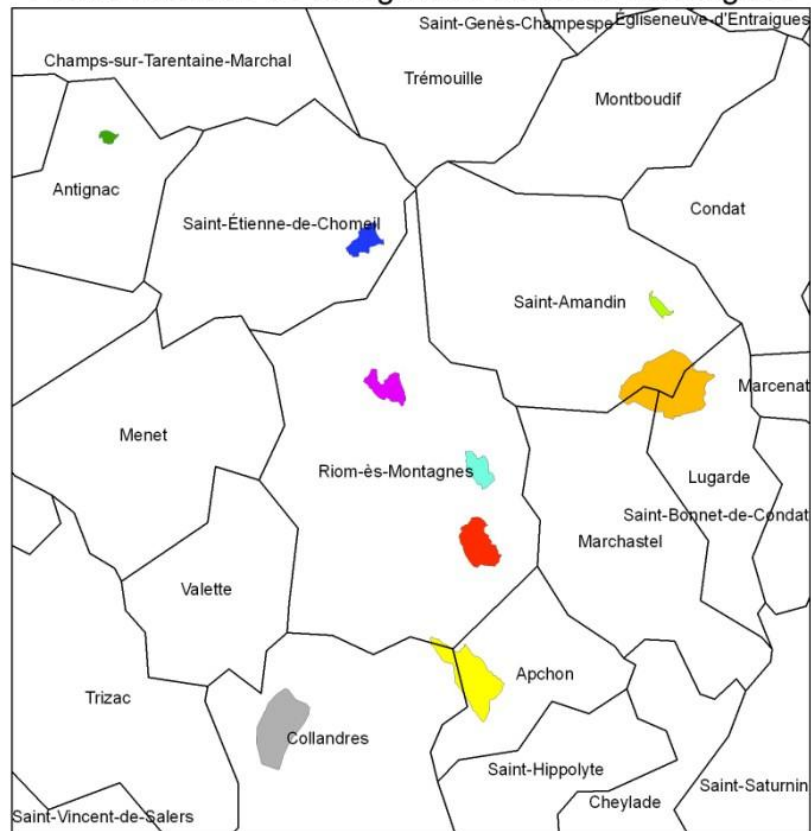 Saint-Genès-Champespe
Égliseneuve-d'Entraigues
Champs-sur-Tarentaine-Marchal
Trémouille
Montboudif
Antignac
Condat
Saint-Étienne-de-Chomeil
Saint-Amandin
Marcenat
Menet
Riom-ès-Montagnes
Lugarde
Saint-Bonnet-de-Condat
Marchastel
Valette
Apchon
Trizac
Collandres
Saint-Hippolyte
Saint-Saturnin
Cheylade
Saint-Vincent-de-Salers